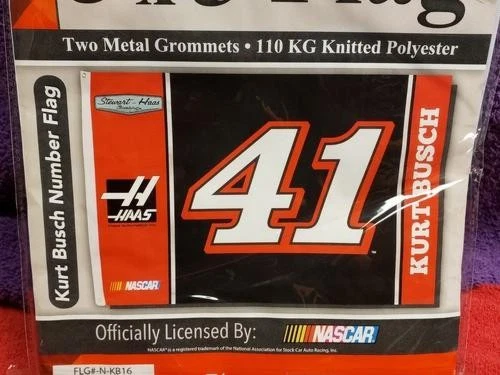 Two Metal Grommets • 110 KG Knitted Polyester
Kurt Busch Number Flag
Stewart-Haas
Racing
41
KURT BUSCH
HAAS
NASCAR
Officially Licensed By: NASCAR
NASCAR® is a registered trademark of the National Association for Stock Car Auto Racing, Inc.
FLG#-N-KB16